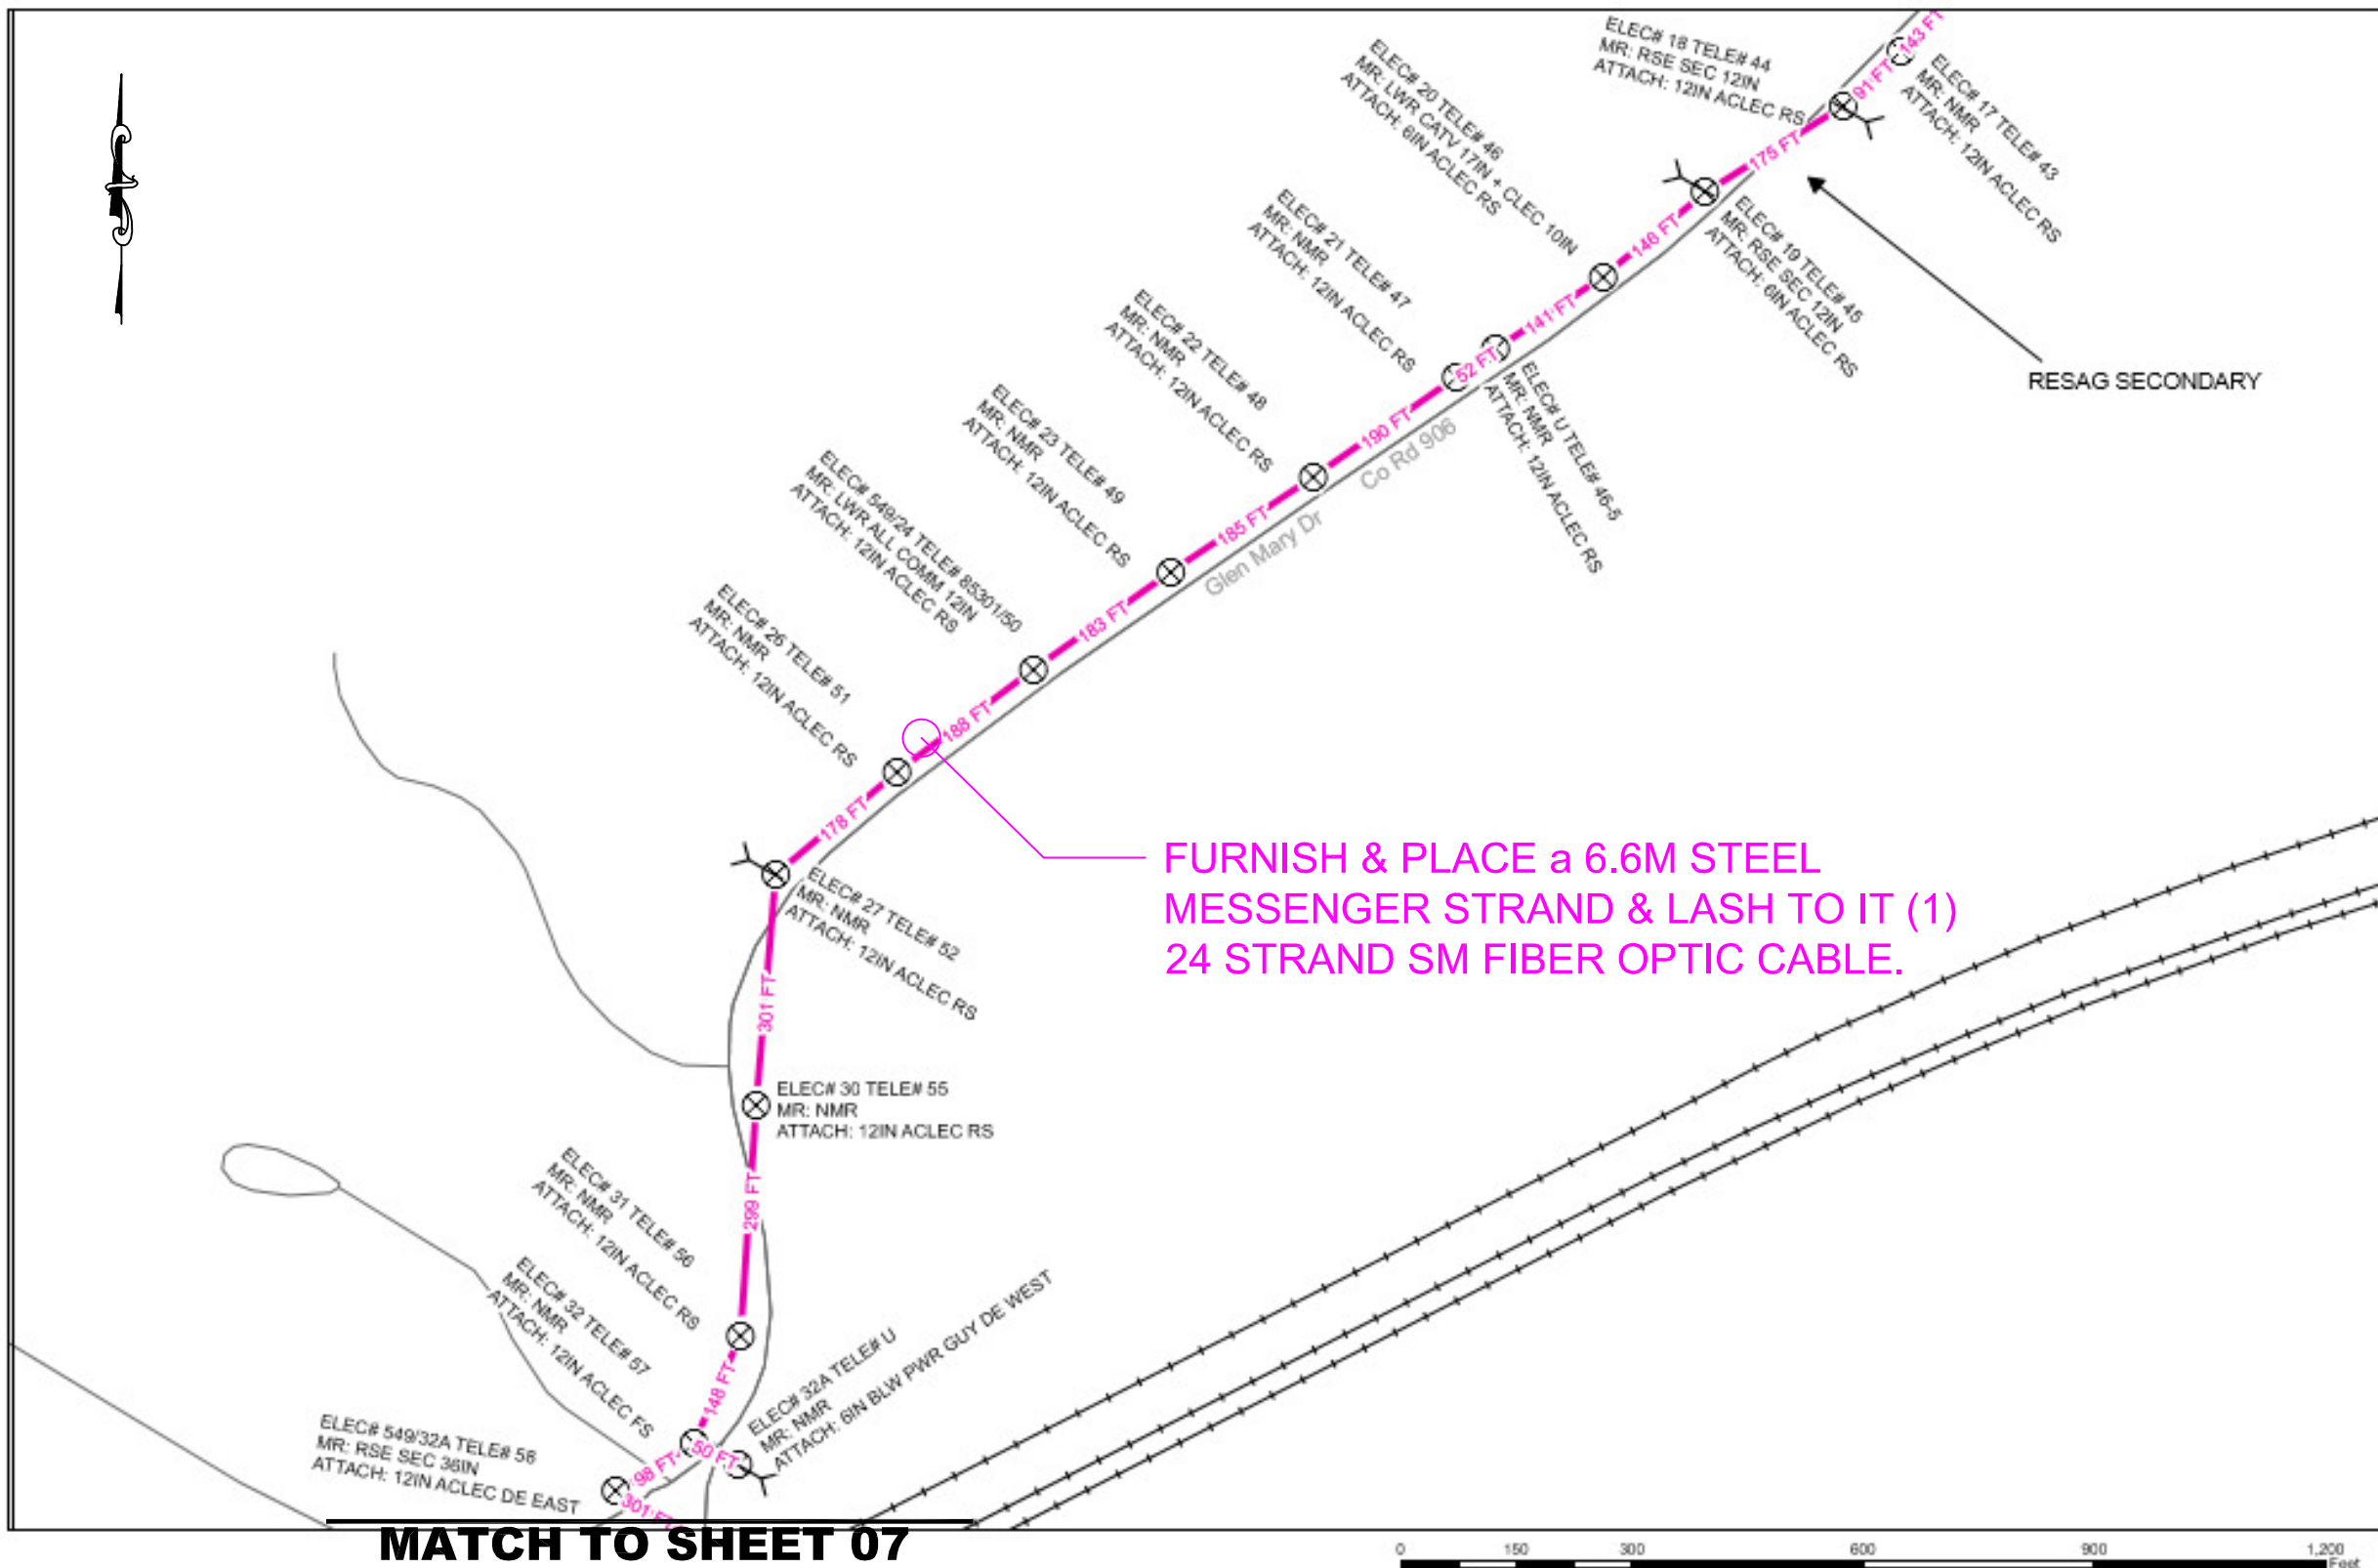 143 FT
ELEC# 18 TELE# 44
MR: RSE SEC 12IN
ATTACH: 12IN ACLEC RS
91 FT
ELEC# 17 TELE# 43
MR: NMR
ATTACH: 12IN ACLEC RS
175 FT
ELEC# 20 TELE# 46
MR: LWR CATV 17IN + CLEC 10IN
ATTACH: 6IN ACLEC RS
146 FT
ELEC# 19 TELE# 45
MR: RSE SEC 12IN
ATTACH: 6IN ACLEC RS
RESAG SECONDARY
141 FT
ELEC# 21 TELE# 47
MR: NMR
ATTACH: 12IN ACLEC RS
52 FT
ELEC# U TELE# 46-5
MR: NMR
ATTACH: 12IN ACLEC RS
ELEC# 22 TELE# 48
MR: NMR
ATTACH: 12IN ACLEC RS
190 FT
Co Rd 906
ELEC# 23 TELE# 49
MR: NMR
ATTACH: 12IN ACLEC RS
185 FT
Glen Mary Dr
ELEC# 549/24 TELE# 85301/50
MR: LWR ALL COMM 12IN
ATTACH: 12IN ACLEC RS
183 FT
ELEC# 26 TELE# 51
MR: NMR
ATTACH: 12IN ACLEC RS
188 FT
178 FT
FURNISH & PLACE a 6.6M STEEL
MESSENGER STRAND & LASH TO IT (1)
24 STRAND SM FIBER OPTIC CABLE.
ELEC# 27 TELE# 52
MR: NMR
ATTACH: 12IN ACLEC RS
301 FT
ELEC# 30 TELE# 55
MR: NMR
ATTACH: 12IN ACLEC RS
299 FT
ELEC# 31 TELE# 56
MR: NMR
ATTACH: 12IN ACLEC RS
148 FT
ELEC# 32 TELE# 57
MR: NMR
ATTACH: 12IN ACLEC FS
ELEC# 32A TELE# U
MR: NMR
ATTACH: 6IN BLW PWR GUY DE WEST
50 FT
98 FT
ELEC# 549/32A TELE# 58
MR: RSE SEC 36IN
ATTACH: 12IN ACLEC DE EAST
301 FT
MATCH TO SHEET 07
0 150 300 600 900 1,200
Feet